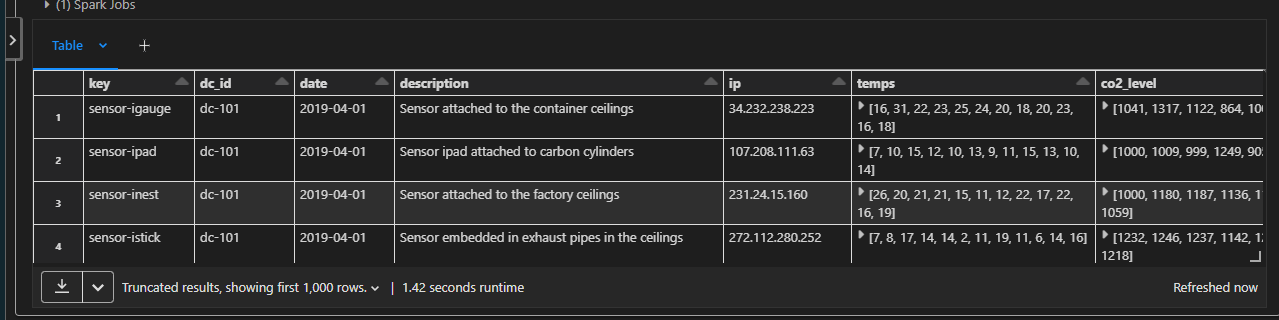 (1) Spark Jobs
Table
key dc_id date description ip temps co2_level
1 sensor-igauge dc-101 2019-04-01 Sensor attached to the container ceilings 34.232.238.223 [16, 31, 22, 23, 25, 24, 20, 18, 20, 23, [1041, 1317, 1122, 864,
16, 18]
2 sensor-ipad dc-101 2019-04-01 Sensor ipad attached to carbon cylinders 107.208.111.63 [7, 10, 15, 12, 10, 13, 9, 11, 15, 13, 10, [1000, 1009, 999, 1249,
14]
3 sensor-inest dc-101 2019-04-01 Sensor attached to the factory ceilings 231.24.15.160 [26, 20, 21, 21, 15, 11, 12, 22, 17, 22, [1000, 1180, 1187, 1136,
16, 19] 1059]
4 sensor-istick dc-101 2019-04-01 Sensor embedded in exhaust pipes in the ceilings 272.112.280.252 [7, 8, 17, 14, 14, 2, 11, 19, 11, 6, 14, 16] [1232, 1246, 1237, 1142,
1218]
Truncated results, showing first 1,000 rows. | 1.42 seconds runtime Refreshed now